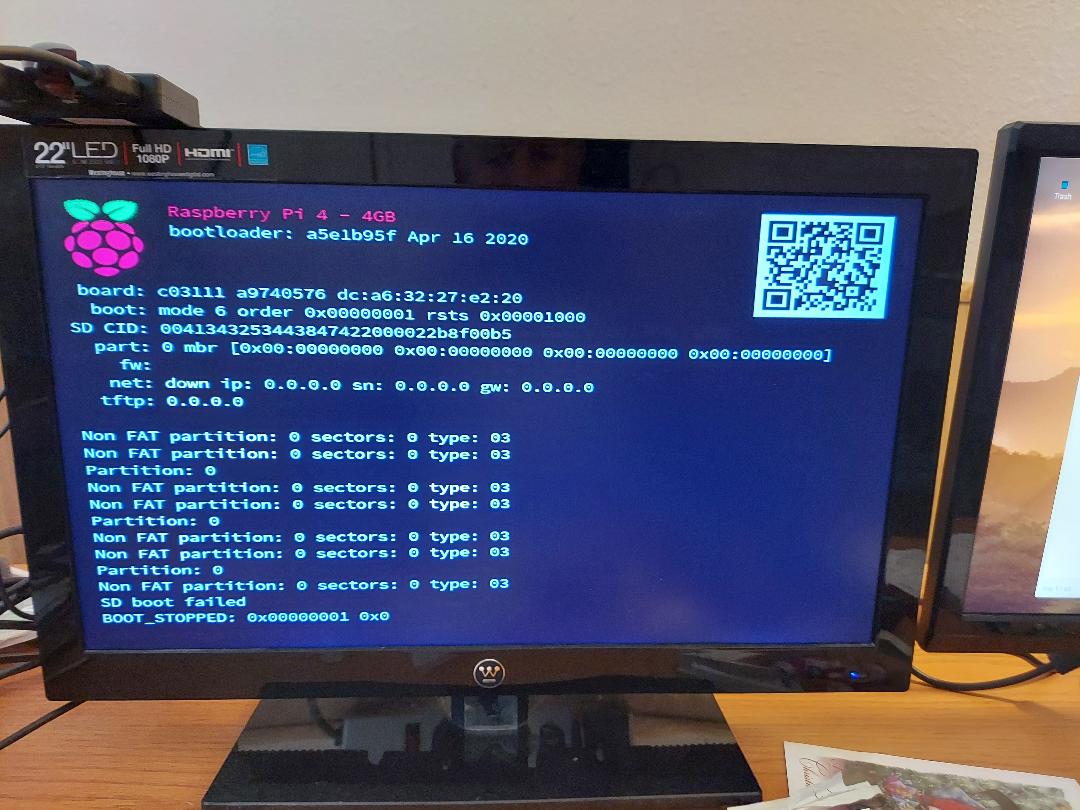 22"LED
Full HD
1080P
HDMI
Westinghouse • www.westinghousedigital.com
Raspberry Pi 4 - 4GB
bootloader: a5e1b95f Apr 16 2020
board: c03111 a9740576 dc:a6:32:27:e2:20
boot: mode 6 order 0x00000001 rsts 0x00001000
SD CID: 0041343253443847422000022b8f00b5
part: 0 mbr [0x00:00000000 0x00:00000000 0x00:00000000 0x00:00000000]
fw:
net: down ip: 0.0.0.0 sn: 0.0.0.0 gw: 0.0.0.0
tftp: 0.0.0.0
Non FAT partition: 0 sectors: 0 type: 03
Non FAT partition: 0 sectors: 0 type: 03
Partition: 0
Non FAT partition: 0 sectors: 0 type: 03
Non FAT partition: 0 sectors: 0 type: 03
Partition: 0
Non FAT partition: 0 sectors: 0 type: 03
Non FAT partition: 0 sectors: 0 type: 03
Partition: 0
Non FAT partition: 0 sectors: 0 type: 03
SD boot failed
BOOT_STOPPED: 0x00000001 0x0
Trash